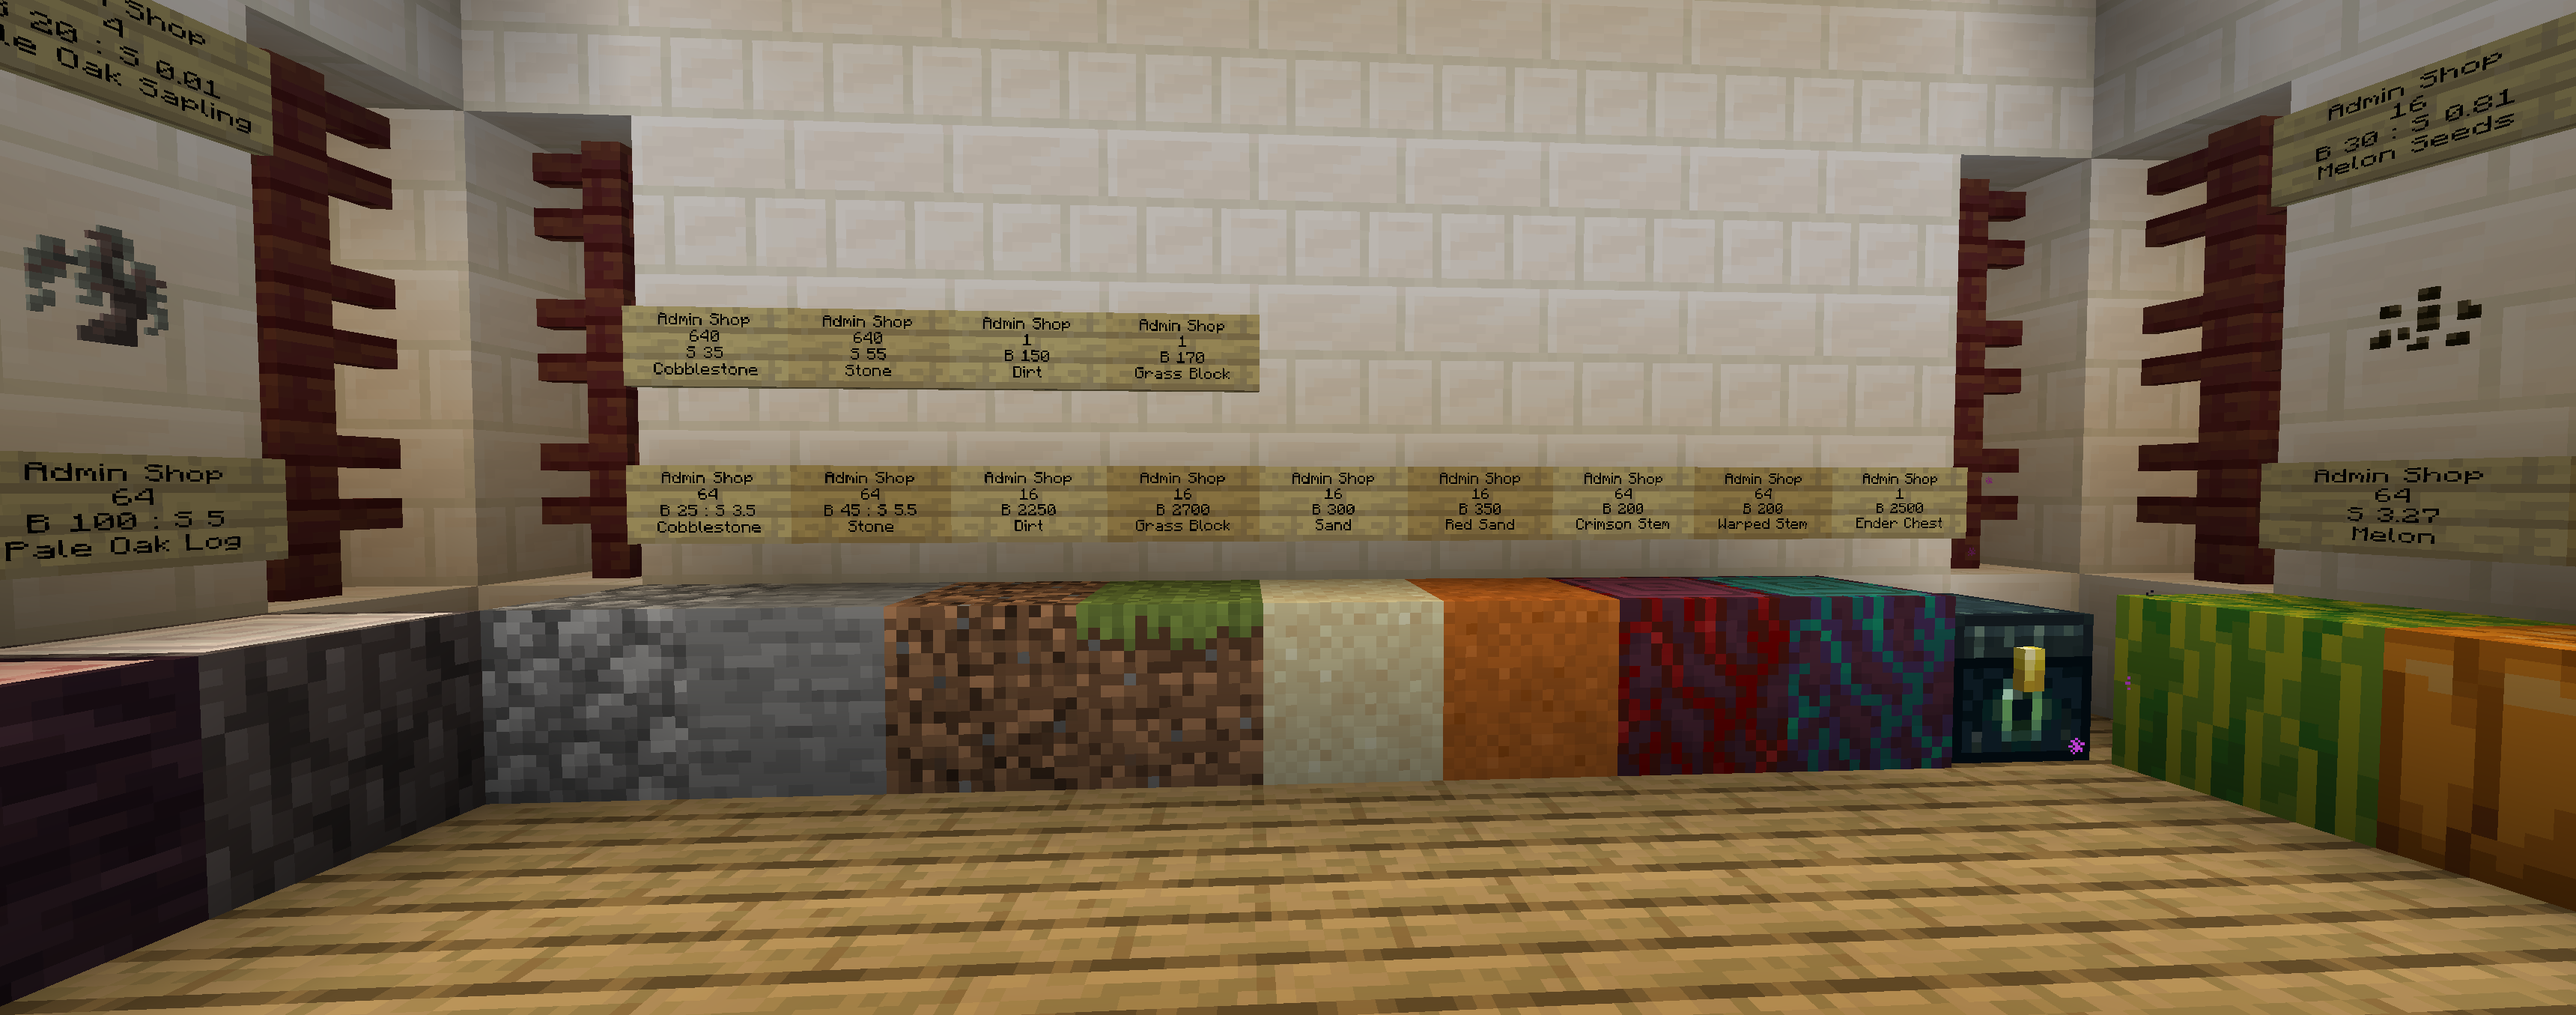 Shop
4
20 : S 0.01
Oak Sapling
Admin Shop
64
B 100 : S 5
Pale Oak Log
Admin Shop
640
S 35
Cobblestone
Admin Shop
640
S 55
Stone
Admin Shop
1
B 150
Dirt
Admin Shop
1
B 170
Grass Block
Admin Shop
64
B 25 : S 3.5
Cobblestone
Admin Shop
64
B 45 : S 5.5
Stone
Admin Shop
16
B 2250
Dirt
Admin Shop
16
B 2700
Grass Block
Admin Shop
16
B 300
Sand
Admin Shop
16
B 350
Red Sand
Admin Shop
64
B 200
Crimson Stem
Admin Shop
64
B 200
Warped Stem
Admin Shop
1
B 2500
Ender Chest
Admin Shop
16
B 30 : S 0.81
Melon Seeds
Admin Shop
64
S 3.27
Melon